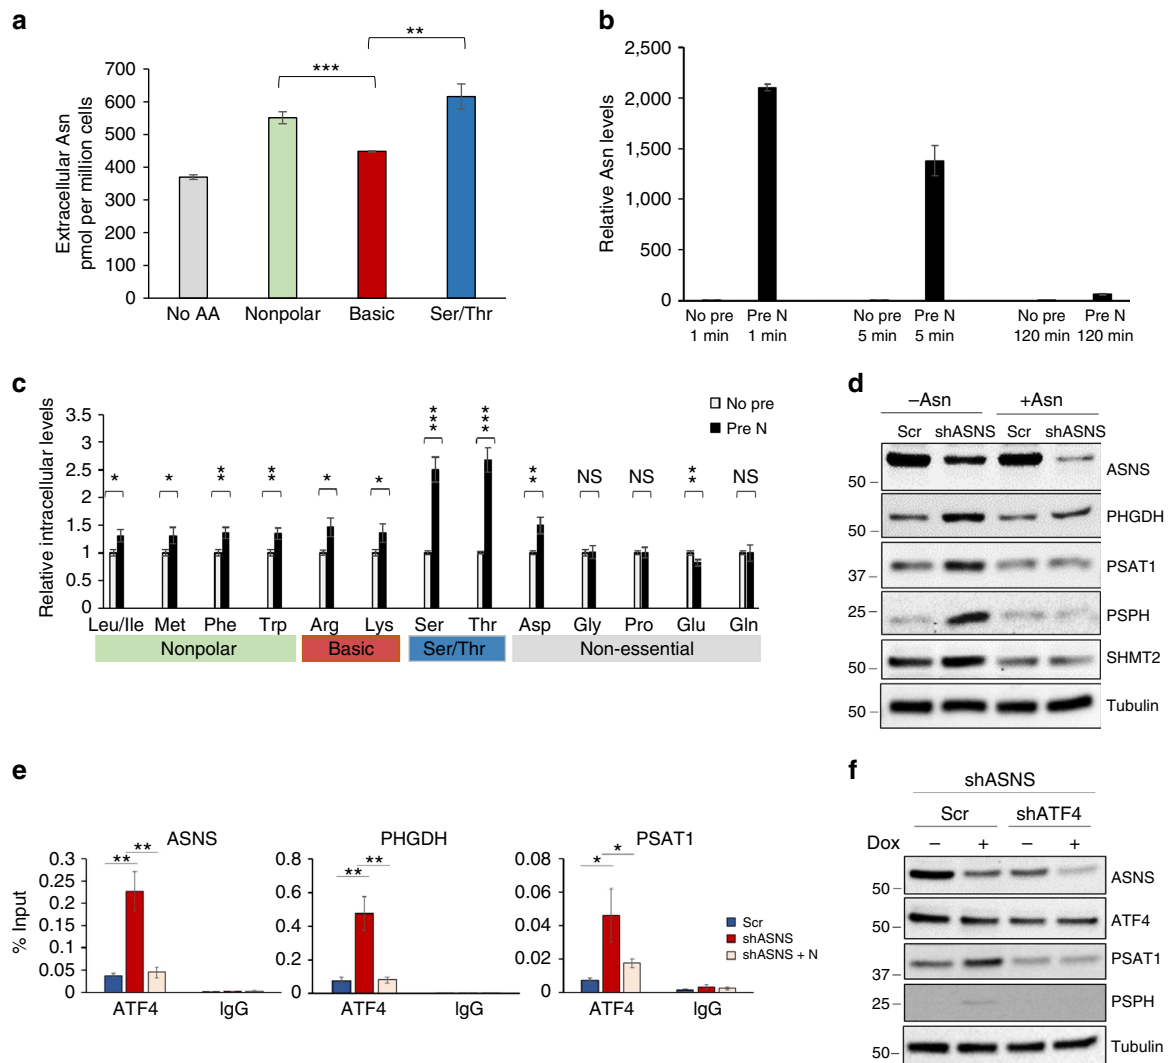 a
Extracellular Asn
pmol per million cells
700
600
500
400
300
200
100
0
***
**
No AA Nonpolar Basic Ser/Thr
b
Relative Asn levels
2,500
2,000
1,500
1,000
500
0
No pre Pre N No pre Pre N No pre Pre N
1 min 1 min 5 min 5 min 120 min 120 min
c
Relative intracellular levels
3.5
3
2.5
2
1.5
1
0.5
0
No pre
Pre N
* * ** ** * * *** *** ** NS NS ** NS
Leu/Ile Met Phe Trp Arg Lys Ser Thr Asp Gly Pro Glu Gln
Nonpolar Basic Ser/Thr Non-essential
d
–Asn +Asn
Scr shASNS Scr shASNS
50 ASNS
50 PHGDH
37 PSAT1
25 PSPH
50 SHMT2
50 Tubulin
e
% Input
ASNS
0.3
0.25
0.2
0.15
0.1
0.05
0
** **
ATF4 IgG
PHGDH
0.8
0.6
0.4
0.2
0
** **
ATF4 IgG
PSAT1
0.08
0.06
0.04
0.02
0
* *
ATF4 IgG
Scr
shASNS
shASNS + N
f
shASNS
Scr shATF4
Dox – + – +
50 ASNS
50 ATF4
37 PSAT1
25 PSPH
50 Tubulin